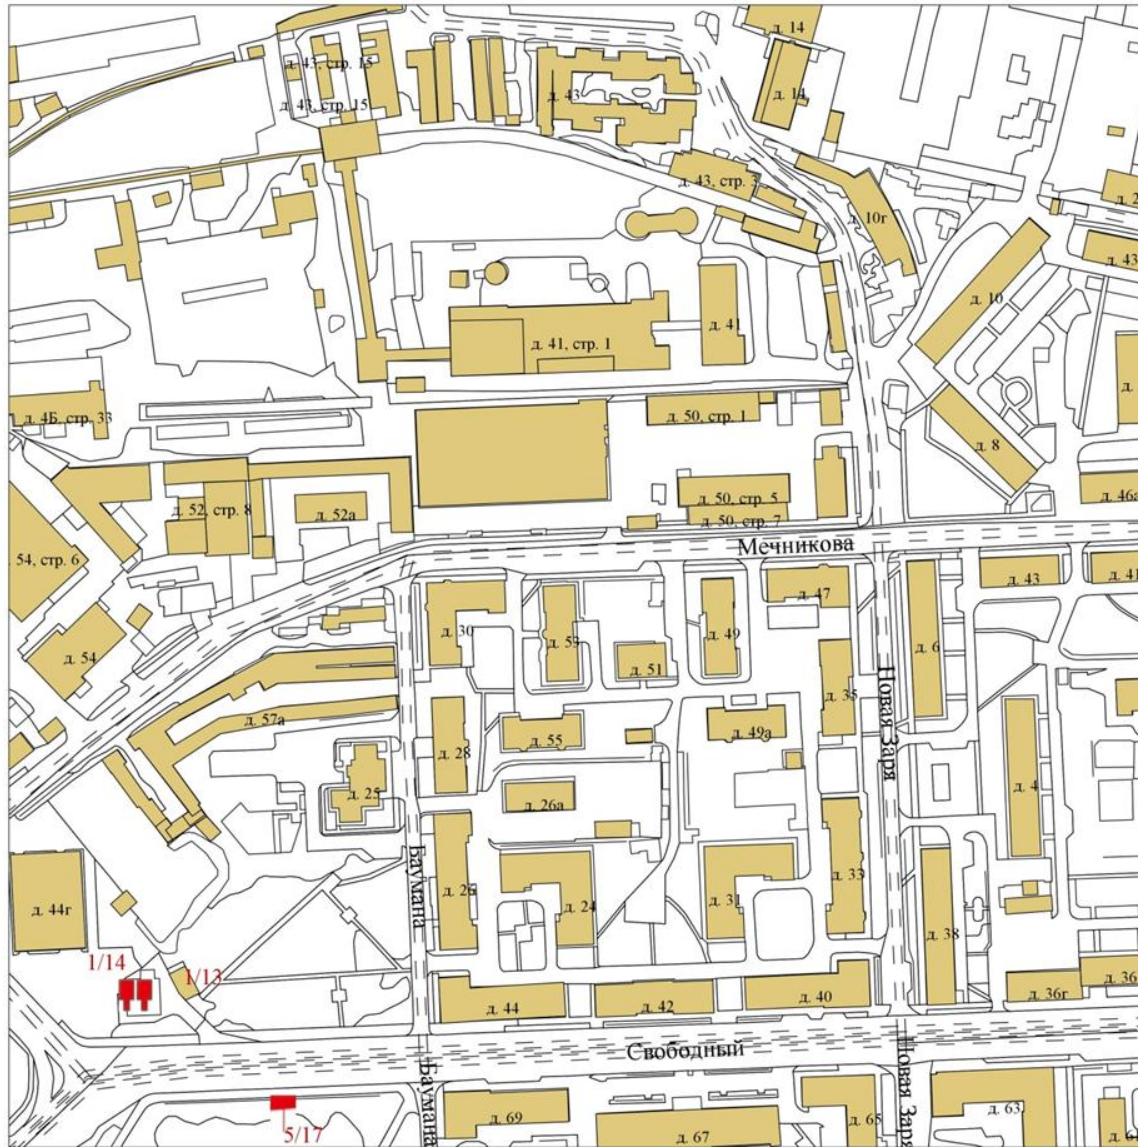 д. 14
д. 43, стр. 15
д. 43
д. 14
д. 43, стр. 15
д. 43, стр. 3
д. 10г
д. 43
д. 10
д. 41
д. 41, стр. 1
д. 4Б, стр. 33
д. 50, стр. 1
д. 8
д. 46а
д. 50, стр. 5
д. 52, стр. 8
д. 52а
д. 50, стр. 7
Мечникова
54, стр. 6
д. 43
д. 47
д. 30
д. 53
д. 49
д. 6
д. 54
д. 51
д. 35
Новая Заря
д. 57а
д. 55
д. 49а
д. 28
д. 25
д. 26а
д. 4
Баумана
д. 26
д. 24
д. 31
д. 33
д. 44г
д. 38
1/14
1/13
д. 44
д. 42
д. 40
д. 36г
д. 36
Свободный
Баумана
Новая Заря
5/17
д. 69
д. 67
д. 65
д. 63